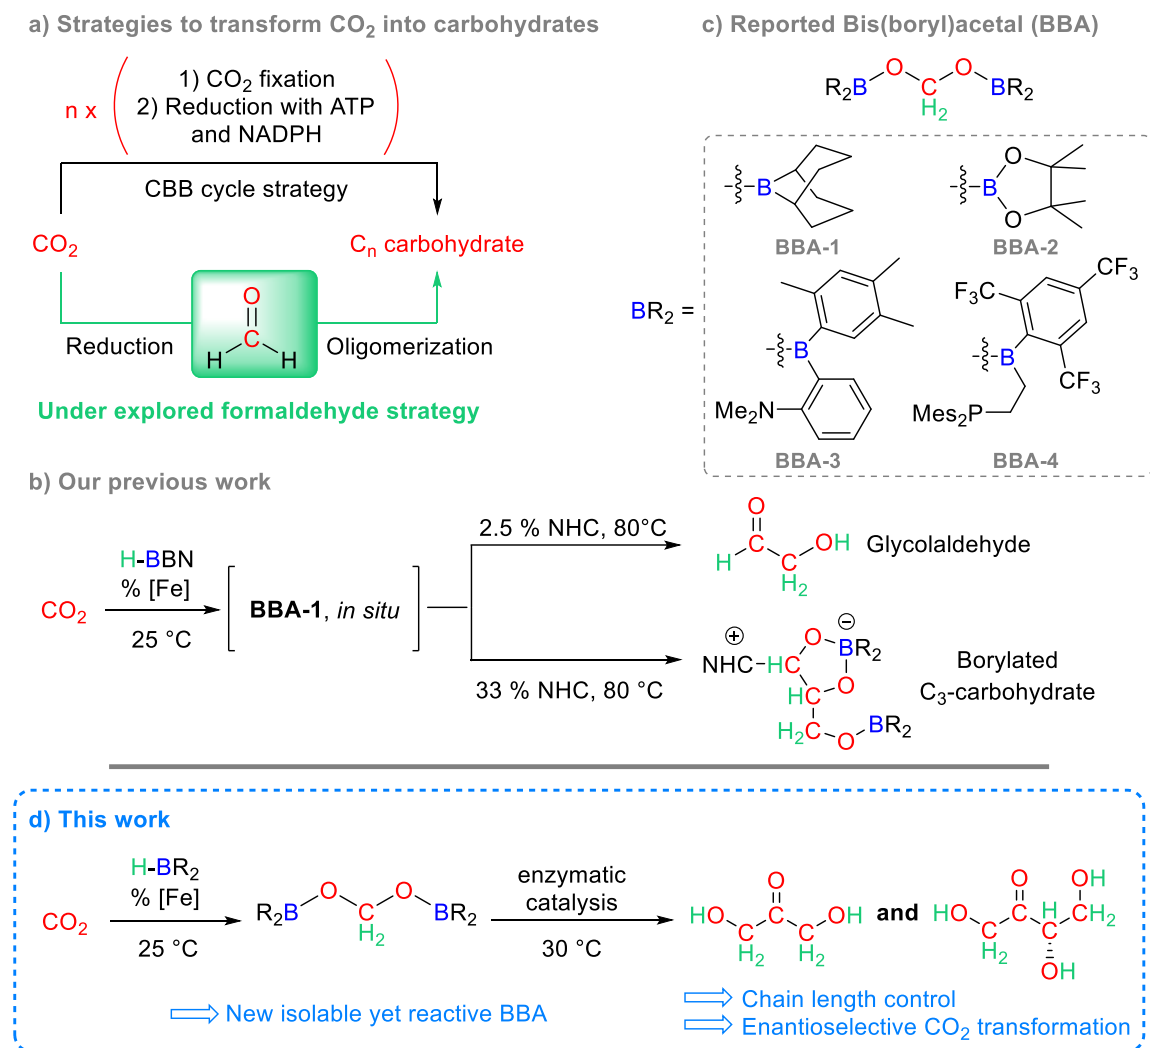 a) Strategies to transform CO2 into carbohydrates
n x
1) CO2 fixation
2) Reduction with ATP
and NADPH
CBB cycle strategy
CO2
Cn carbohydrate
O
C
H H
Reduction
Oligomerization
Under explored formaldehyde strategy
c) Reported Bis(boryl)acetal (BBA)
O O
R2B C BR2
H2
BR2 =
B
BBA-1
O
B
O
BBA-2
B
Me2N
BBA-3
CF3
F3C
B
CF3
Mes2P
BBA-4
b) Our previous work
CO2
H-BBN
% [Fe]
25 °C
BBA-1, in situ
2.5 % NHC, 80°C
O
C OH
H C
H2
Glycolaldehyde
33 % NHC, 80 °C
+ −
O BR2
NHC-HC
HC O
H2C BR2
O
Borylated
C3-carbohydrate
d) This work
CO2
H-BR2
% [Fe]
25 °C
O O
R2B C BR2
H2
enzymatic
catalysis
30 °C
O
HO C OH
C C
H2 H2
and
O OH
HO C H C
C C H2
H2 OH
New isolable yet reactive BBA
Chain length control
Enantioselective CO2 transformation